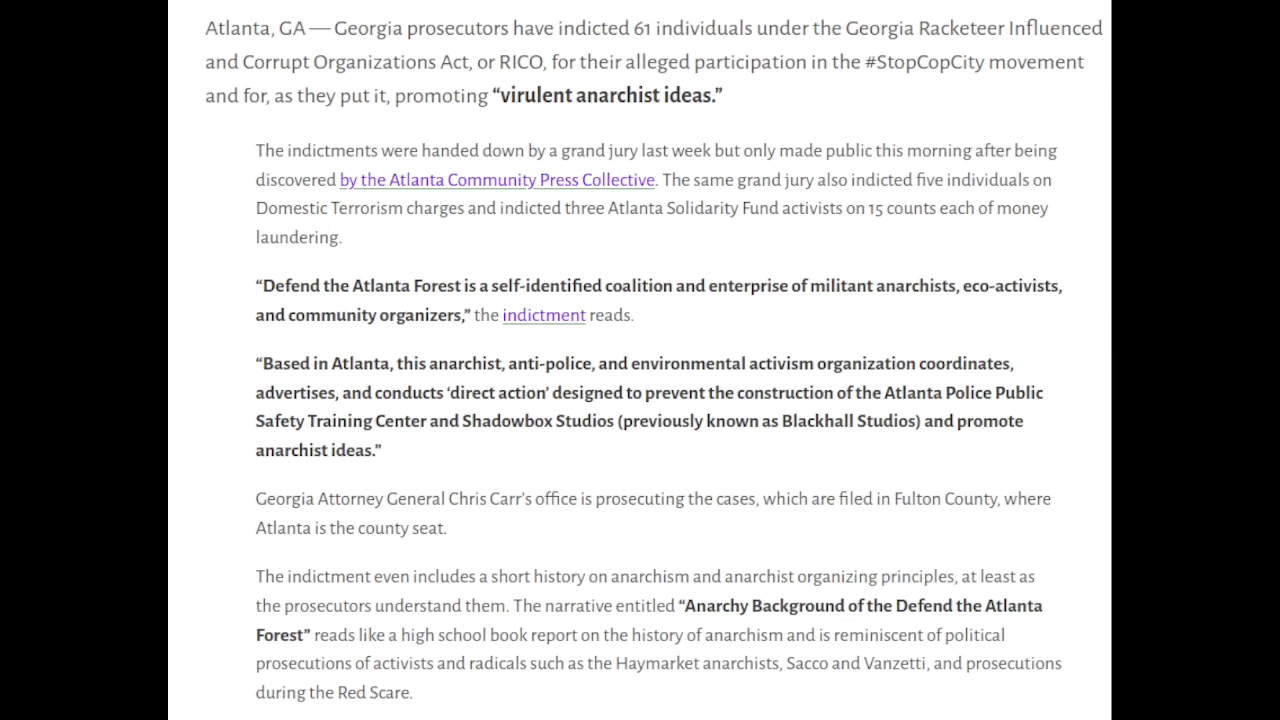 Atlanta, GA — Georgia prosecutors have indicted 61 individuals under the Georgia Racketeer Influenced
and Corrupt Organizations Act, or RICO, for their alleged participation in the #StopCopCity movement
and for, as they put it, promoting “virulent anarchist ideas.”
The indictments were handed down by a grand jury last week but only made public this morning after being
discovered by the Atlanta Community Press Collective. The same grand jury also indicted five individuals on
Domestic Terrorism charges and indicted three Atlanta Solidarity Fund activists on 15 counts each of money
laundering.
“Defend the Atlanta Forest is a self-identified coalition and enterprise of militant anarchists, eco-activists,
and community organizers,” the indictment reads.
“Based in Atlanta, this anarchist, anti-police, and environmental activism organization coordinates,
advertises, and conducts ‘direct action’ designed to prevent the construction of the Atlanta Police Public
Safety Training Center and Shadowbox Studios (previously known as Blackhall Studios) and promote
anarchist ideas.”
Georgia Attorney General Chris Carr’s office is prosecuting the cases, which are filed in Fulton County, where
Atlanta is the county seat.
The indictment even includes a short history on anarchism and anarchist organizing principles, at least as
the prosecutors understand them. The narrative entitled “Anarchy Background of the Defend the Atlanta
Forest” reads like a high school book report on the history of anarchism and is reminiscent of political
prosecutions of activists and radicals such as the Haymarket anarchists, Sacco and Vanzetti, and prosecutions
during the Red Scare.